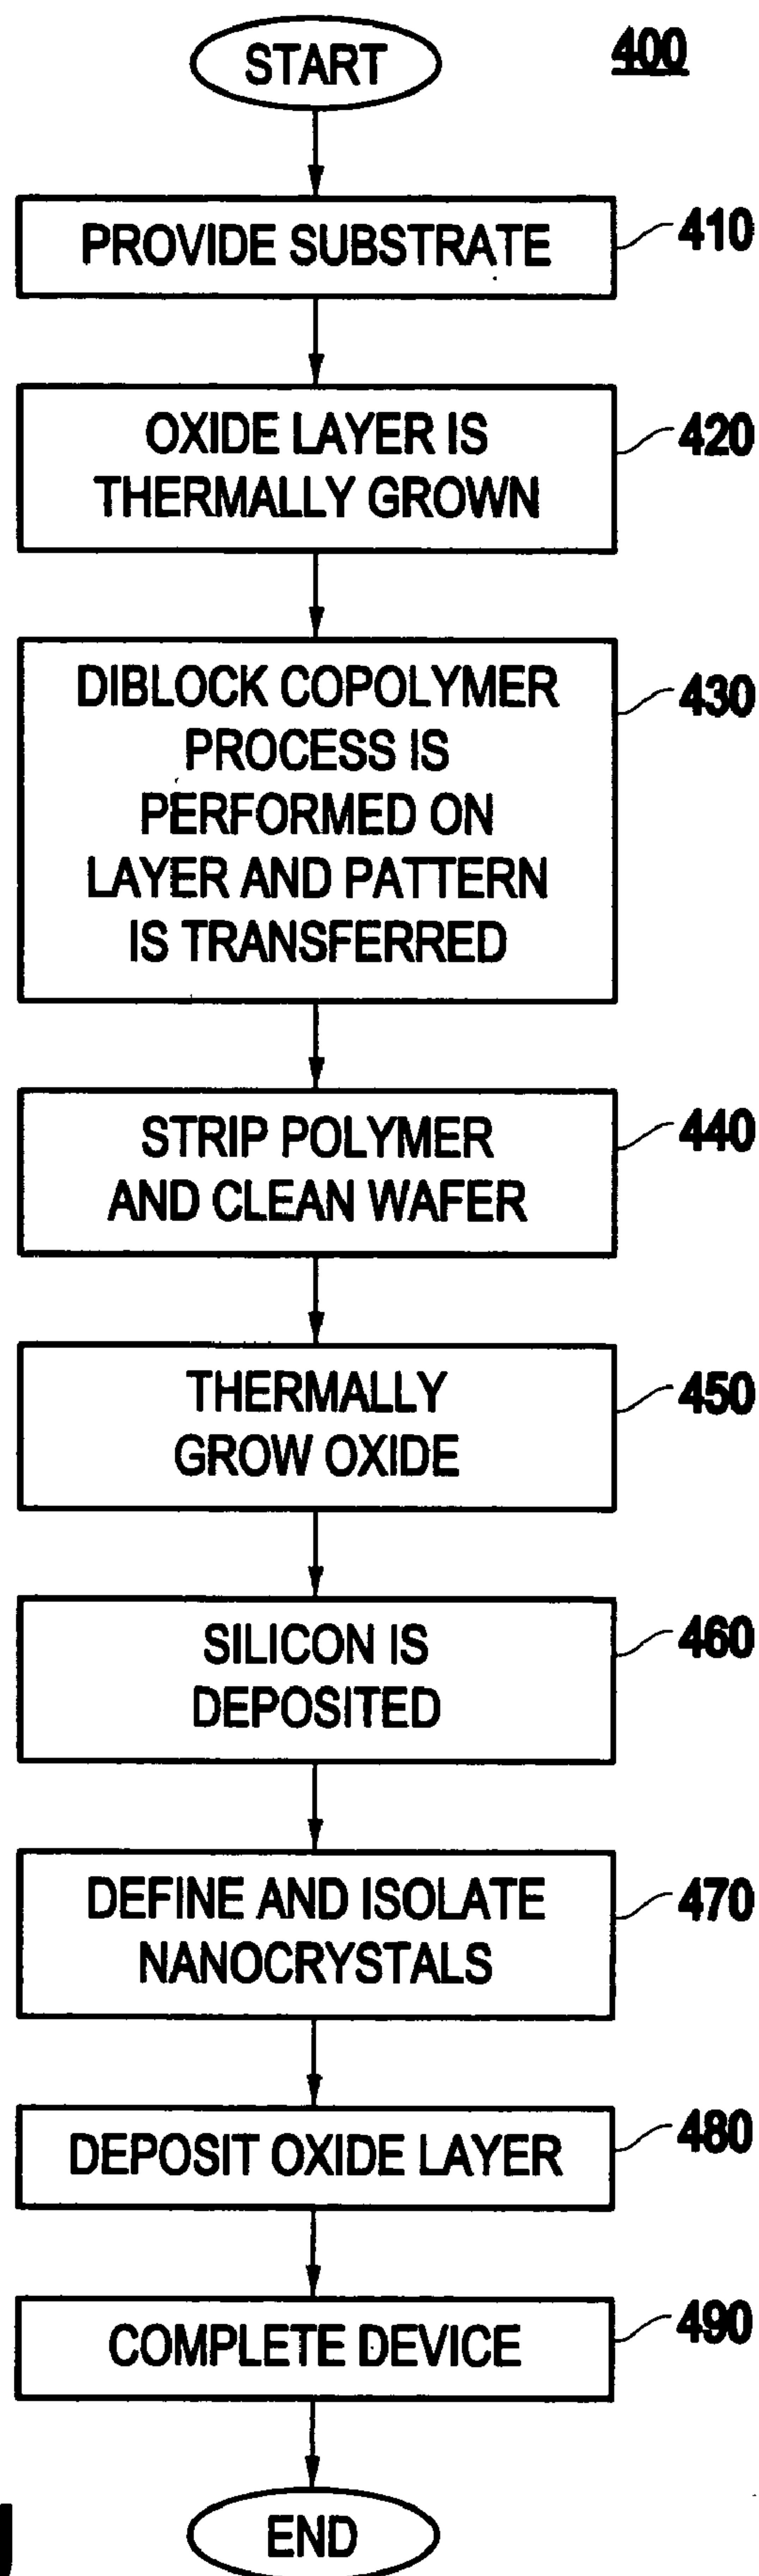 START
400
PROVIDE SUBSTRATE
410
OXIDE LAYER IS
THERMALLY GROWN
420
DIBLOCK COPOLYMER
PROCESS IS
PERFORMED ON
LAYER AND PATTERN
IS TRANSFERRED
430
STRIP POLYMER
AND CLEAN WAFER
440
THERMALLY
GROW OXIDE
450
SILICON IS
DEPOSITED
460
DEFINE AND ISOLATE
NANOCRYSTALS
470
DEPOSIT OXIDE LAYER
480
COMPLETE DEVICE
490
END